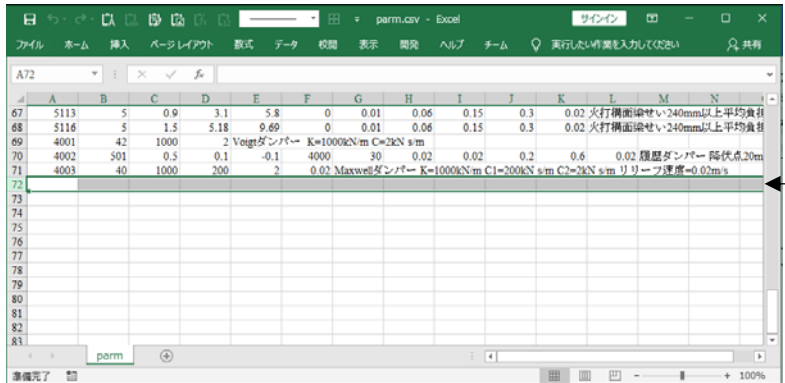 parm.csv - Excel
サインイン
ファイル ホーム 挿入 ページ レイアウト 数式 データ 校閲 表示 開発 ヘルプ チーム 実行したい作業を入力してください 共有
A72 fx
A B C D E F G H I J K L M N
67 5113 5 0.9 3.1 5.8 0 0.01 0.06 0.15 0.3 0.02 火打構面梁せい240mm以上平均負担
68 5116 5 1.5 5.18 9.69 0 0.01 0.06 0.15 0.3 0.02 火打構面梁せい240mm以上平均負担
69 4001 42 1000 2 Voigtダンパー K=1000kN/m C=2kN s/m
70 4002 501 0.5 0.1 -0.1 4000 30 0.02 0.02 0.2 0.6 0.02 履歴ダンパー 降伏点20m
71 4003 40 1000 200 2 0.02 Maxwellダンパー K=1000kN/m C1=200kN s/m C2=2kN s/m リリーフ速度=0.02m/s
72
73
74
75
76
77
78
79
80
81
82
83
parm
準備完了 100%